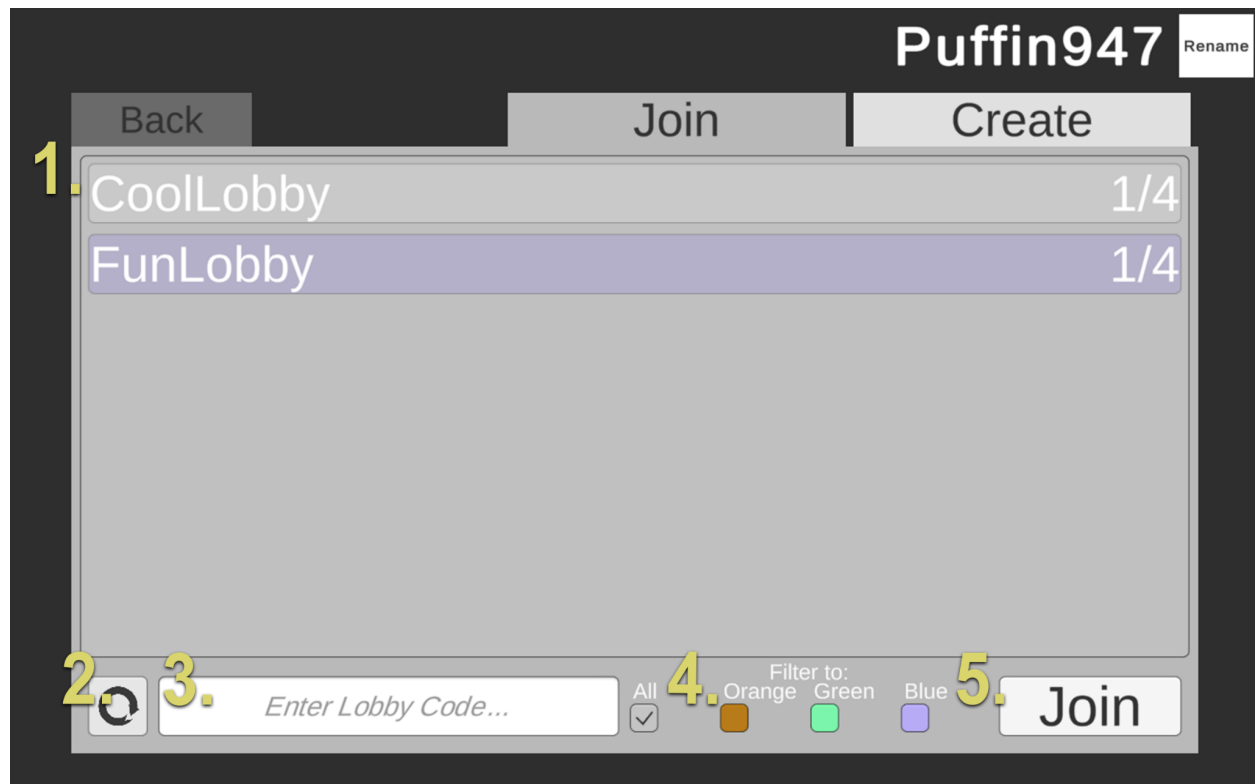 Puffin947 Rename
Back Join Create
1.
CoolLobby 1/4
FunLobby 1/4
2. 3. Enter Lobby Code...
All 4. Filter to:
Orange Green Blue
5. Join